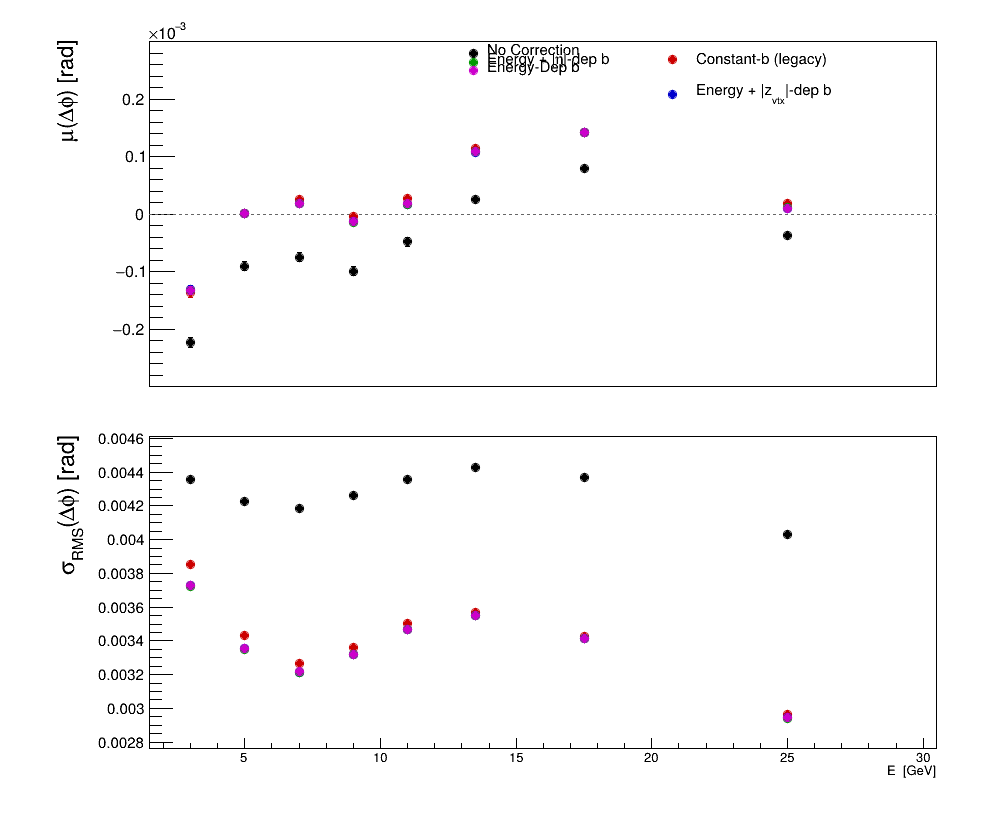 ×10⁻³
μ(Δϕ) [rad]
0.2
0.1
0
−0.1
−0.2
No Correction
Energy + |η|-dep b
Energy-Dep b
Constant-b (legacy)
Energy + |z_vtx|-dep b
σ_RMS(Δϕ) [rad]
0.0046
0.0044
0.0042
0.004
0.0038
0.0036
0.0034
0.0032
0.003
0.0028
5 10 15 20 25 30
E [GeV]